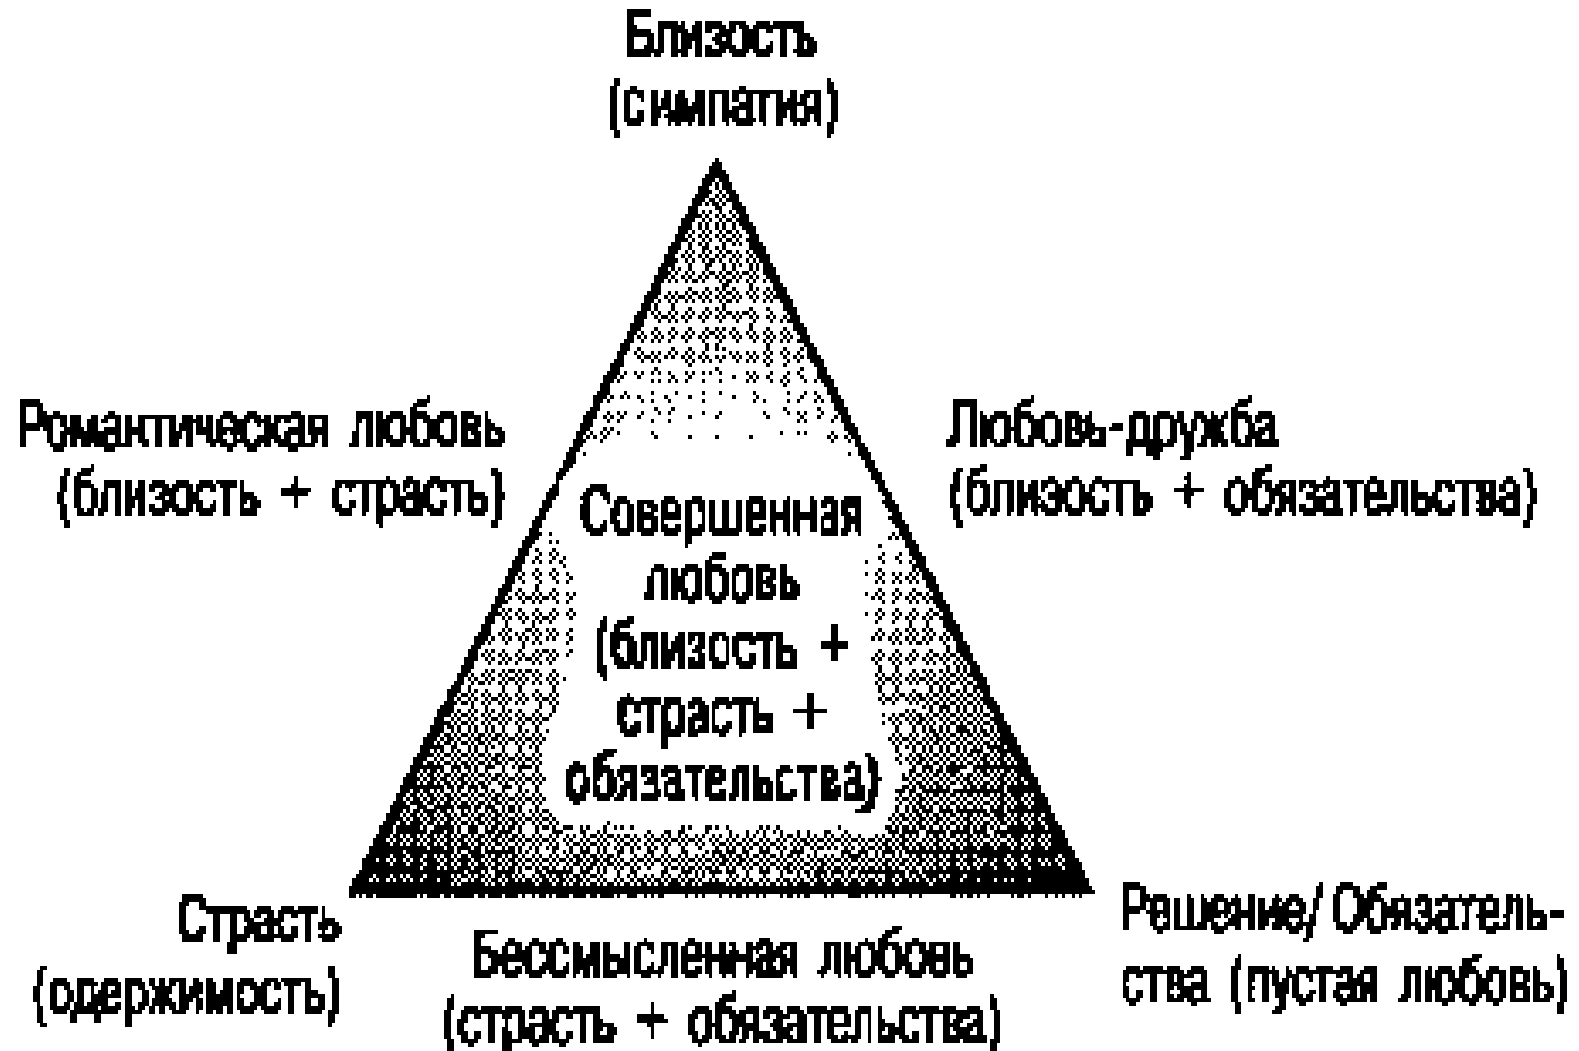 Близость
(симпатия)
Романтическая любовь
(близость + страсть)
Любовь-дружба
(близость + обязательства)
Совершенная
любовь
(близость +
страсть +
обязательства)
Страсть
(одержимость)
Бессмысленная любовь
(страсть + обязательства)
Решение/ Обязатель-
ства (пустая любовь)